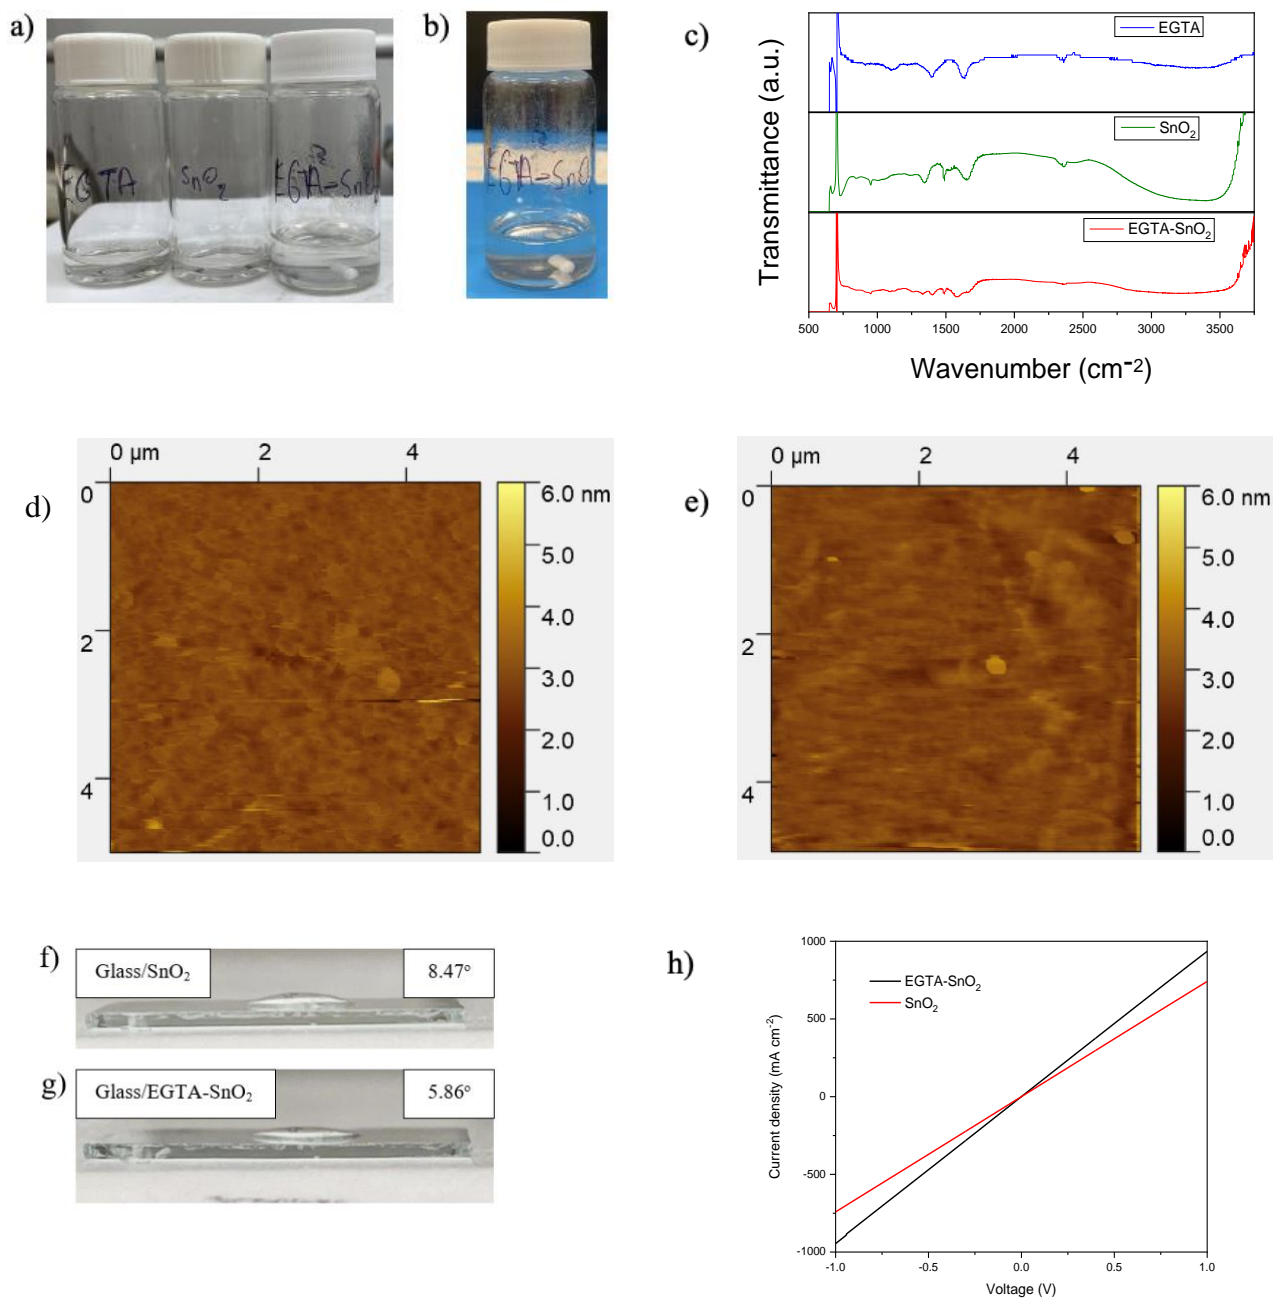 a)
EGTA
SnO2
EGTA-SnO2
b)
EGTA-SnO2
c)
Transmittance (a.u.)
EGTA
SnO₂
EGTA-SnO₂
500 1000 1500 2000 2500 3000 3500
Wavenumber (cm⁻²)
d)
0 µm 2 4
0
2
4
6.0 nm
5.0
4.0
3.0
2.0
1.0
0.0
e)
0 µm 2 4
0
2
4
6.0 nm
5.0
4.0
3.0
2.0
1.0
0.0
f)
Glass/SnO₂ 8.47°
g)
Glass/EGTA-SnO₂ 5.86°
h)
Current density (mA cm⁻²)
1000
500
0
-500
-1000
EGTA-SnO₂
SnO₂
-1.0 -0.5 0.0 0.5 1.0
Voltage (V)